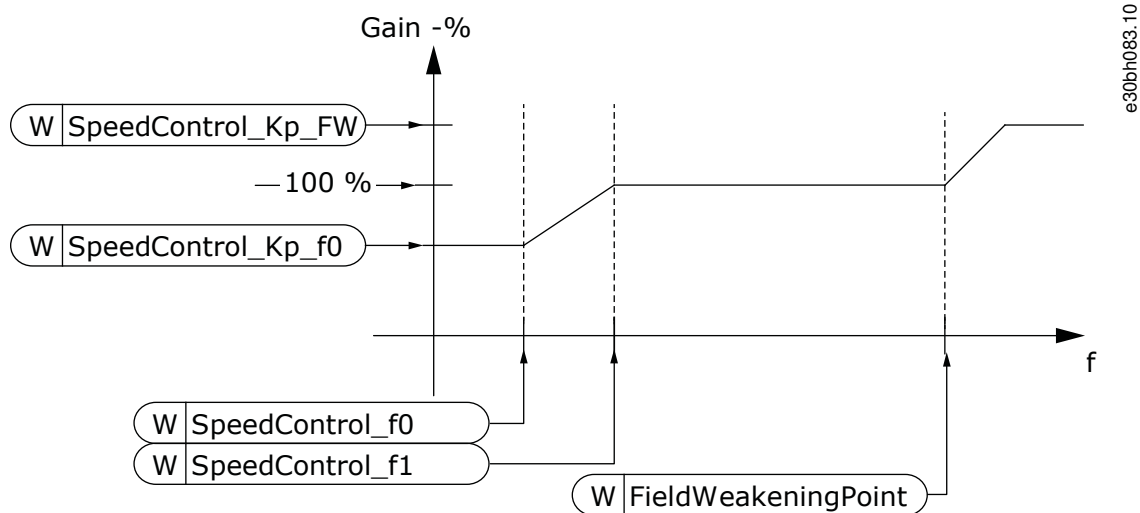 Gain -%
e30bh083.10
W SpeedControl_Kp_FW
100 %
W SpeedControl_Kp_f0
f
W SpeedControl_f0
W SpeedControl_f1
W FieldWeakeningPoint